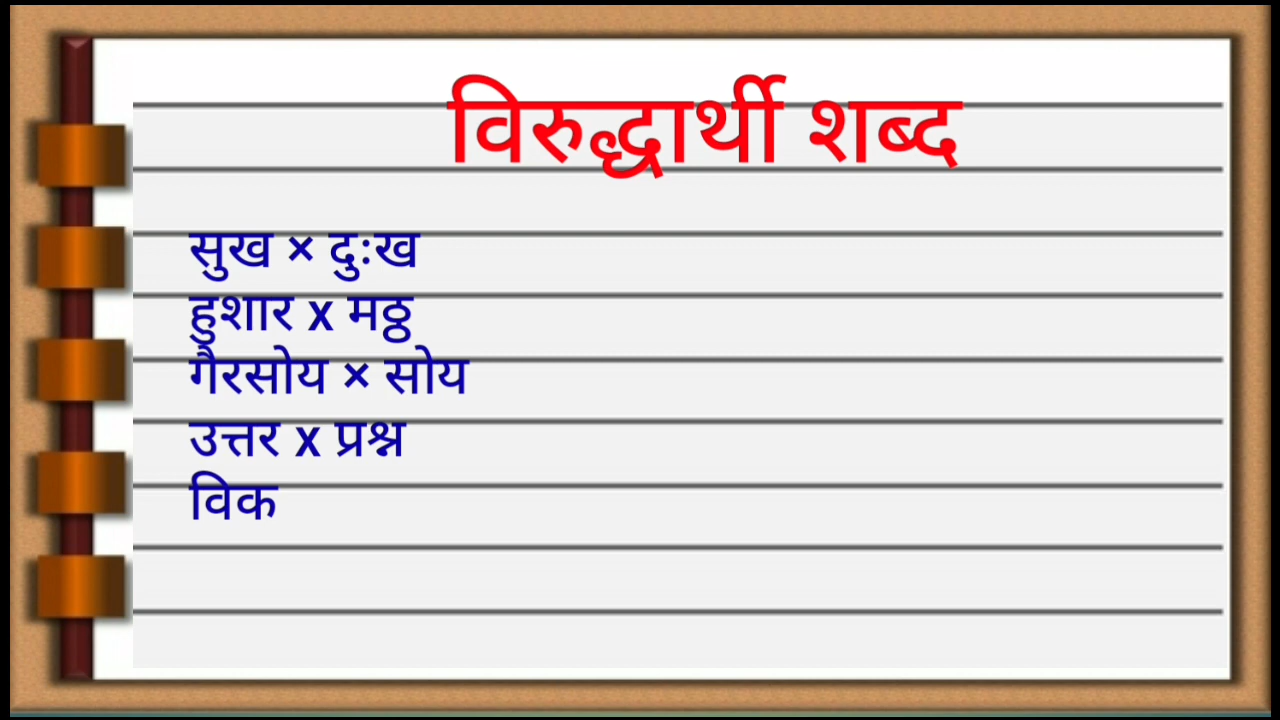 विरुद्धार्थी शब्द
सुख × दुःख
हुशार x मठ्ठ
गैरसोय × सोय
उत्तर x प्रश्न
विक